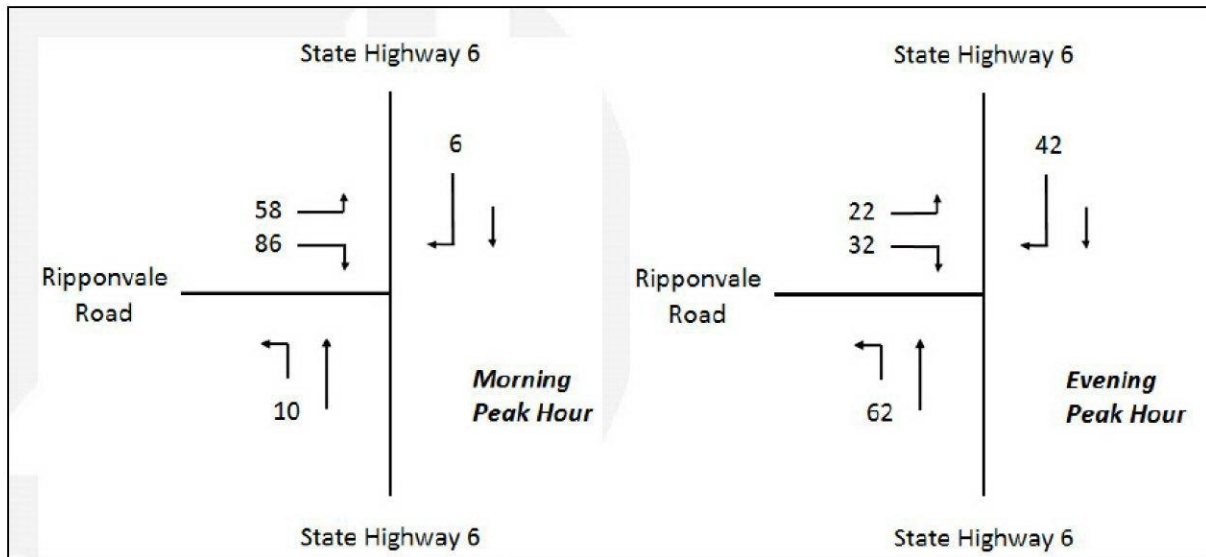 State Highway 6
6
58
86
Ripponvale
Road
10
Morning
Peak Hour
State Highway 6
State Highway 6
42
22
32
Ripponvale
Road
62
Evening
Peak Hour
State Highway 6